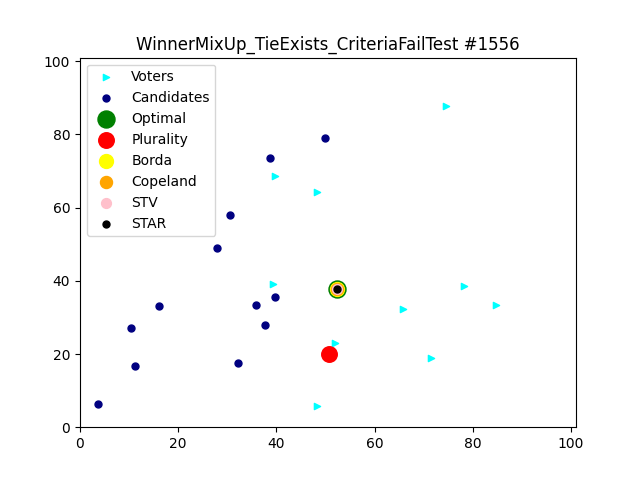 WinnerMixUp_TieExists_CriteriaFailTest #1556
Voters
Candidates
Optimal
Plurality
Borda
Copeland
STV
STAR
100
80
60
40
20
0
0 20 40 60 80 100